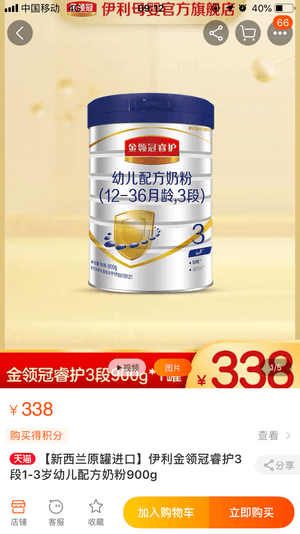 中国移动
09:12
40%
伊利母婴官方旗舰店
66
金领冠睿护
幼儿配方奶粉
(12-36月龄,3段)
3
视频
图片
1/5
金领冠睿护3段900g*1罐
¥338
¥338
购买得积分
查看
天猫 【新西兰原罐进口】伊利金领冠睿护3
段1-3岁幼儿配方奶粉900g
分享
店铺
客服
收藏
加入购物车
立即购买